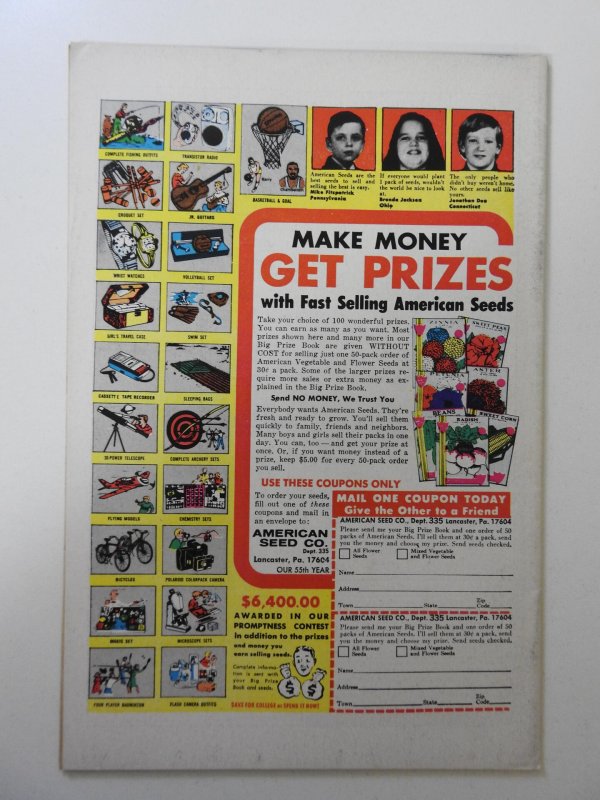 COMPLETE FISHING OUTFITS
TRANSISTOR RADIO
CROQUET SET
JR. GUITARS
WRIST WATCHES
VOLLEYBALL SET
GIRL'S TRAVEL CASE
SWIM SET
CASSETTE TAPE RECORDER
SLEEPING BAGS
30 POWER TELESCOPE
COMPLETE ARCHERY SETS
FLYING MODELS
CHEMISTRY SETS
BICYCLES
POLAROID COLORPACK CAMERA
MICROSCOPE SETS
FOUR PLAYER BADMINTON
FLASH CAMERA OUTFITS
BASKETBALL & GOAL
American Seeds are the
best seeds to sell and
selling the best is easy.
Mike Fitzpatrick
Pennsylvania
If everyone would plant
1 pack of seeds, wouldn't
the world be nice to look
at.
Brenda Jackson
Ohio
The only people who
didn't buy weren't home.
No other seeds sell like
yours.
Jonathan Dea
Connecticut
MAKE MONEY
GET PRIZES
with Fast Selling American Seeds
Take your choice of 100 wonderful prizes.
You can earn as many as you want. Most
prizes shown here and many more in our
Big Prize Book are given WITHOUT
COST for selling just one 50-pack order of
American Vegetable and Flower Seeds at
30¢ a pack. Some of the larger prizes re-
quire more sales or extra money as ex-
plained in the Big Prize Book.
Send NO MONEY, We Trust You
Everybody wants American Seeds. They're
fresh and ready to grow. You'll sell them
quickly to family, friends and neighbors.
Many boys and girls sell their packs in one
day. You can, too — and get your prize at
once. Or, if you want money instead of a
prize, keep $5.00 for every 50-pack order
you sell.
ZINNIA
SWEET PEAS
ASTER
BEANS
RADISH
SWEET CORN
USE THESE COUPONS ONLY
To order your seeds,
fill out one of these
coupons and mail in
an envelope to:
AMERICAN
SEED CO.
Dept. 335
Lancaster, Pa. 17604
OUR 55th YEAR
MAIL ONE COUPON TODAY
Give the Other to a Friend
AMERICAN SEED CO., Dept. 335 Lancaster, Pa. 17604
Please send me your Big Prize Book and one order of 50
packs of American Seeds. I'll sell them at 30¢ a pack, send
you the money and choose my prize. Send seeds checked.
All Flower Seeds
Mixed Vegetable and Flower Seeds
Name
Address
Town State Zip Code
AMERICAN SEED CO., Dept. 335 Lancaster, Pa. 17604
Please send me your Big Prize Book and one order of 50
packs of American Seeds. I'll sell them at 30¢ a pack, send
you the money and choose my prize. Send seeds checked.
All Flower Seeds
Mixed Vegetable and Flower Seeds
Name
Address
Town State Zip Code
$6,400.00
AWARDED IN OUR
PROMPTNESS CONTEST
In addition to the prizes
and money you
earn selling seeds.
Complete informa-
tion is sent with
your Big Prize
Book and seeds.
$ $
SAVE FOR COLLEGE or SPEND IT NOW!